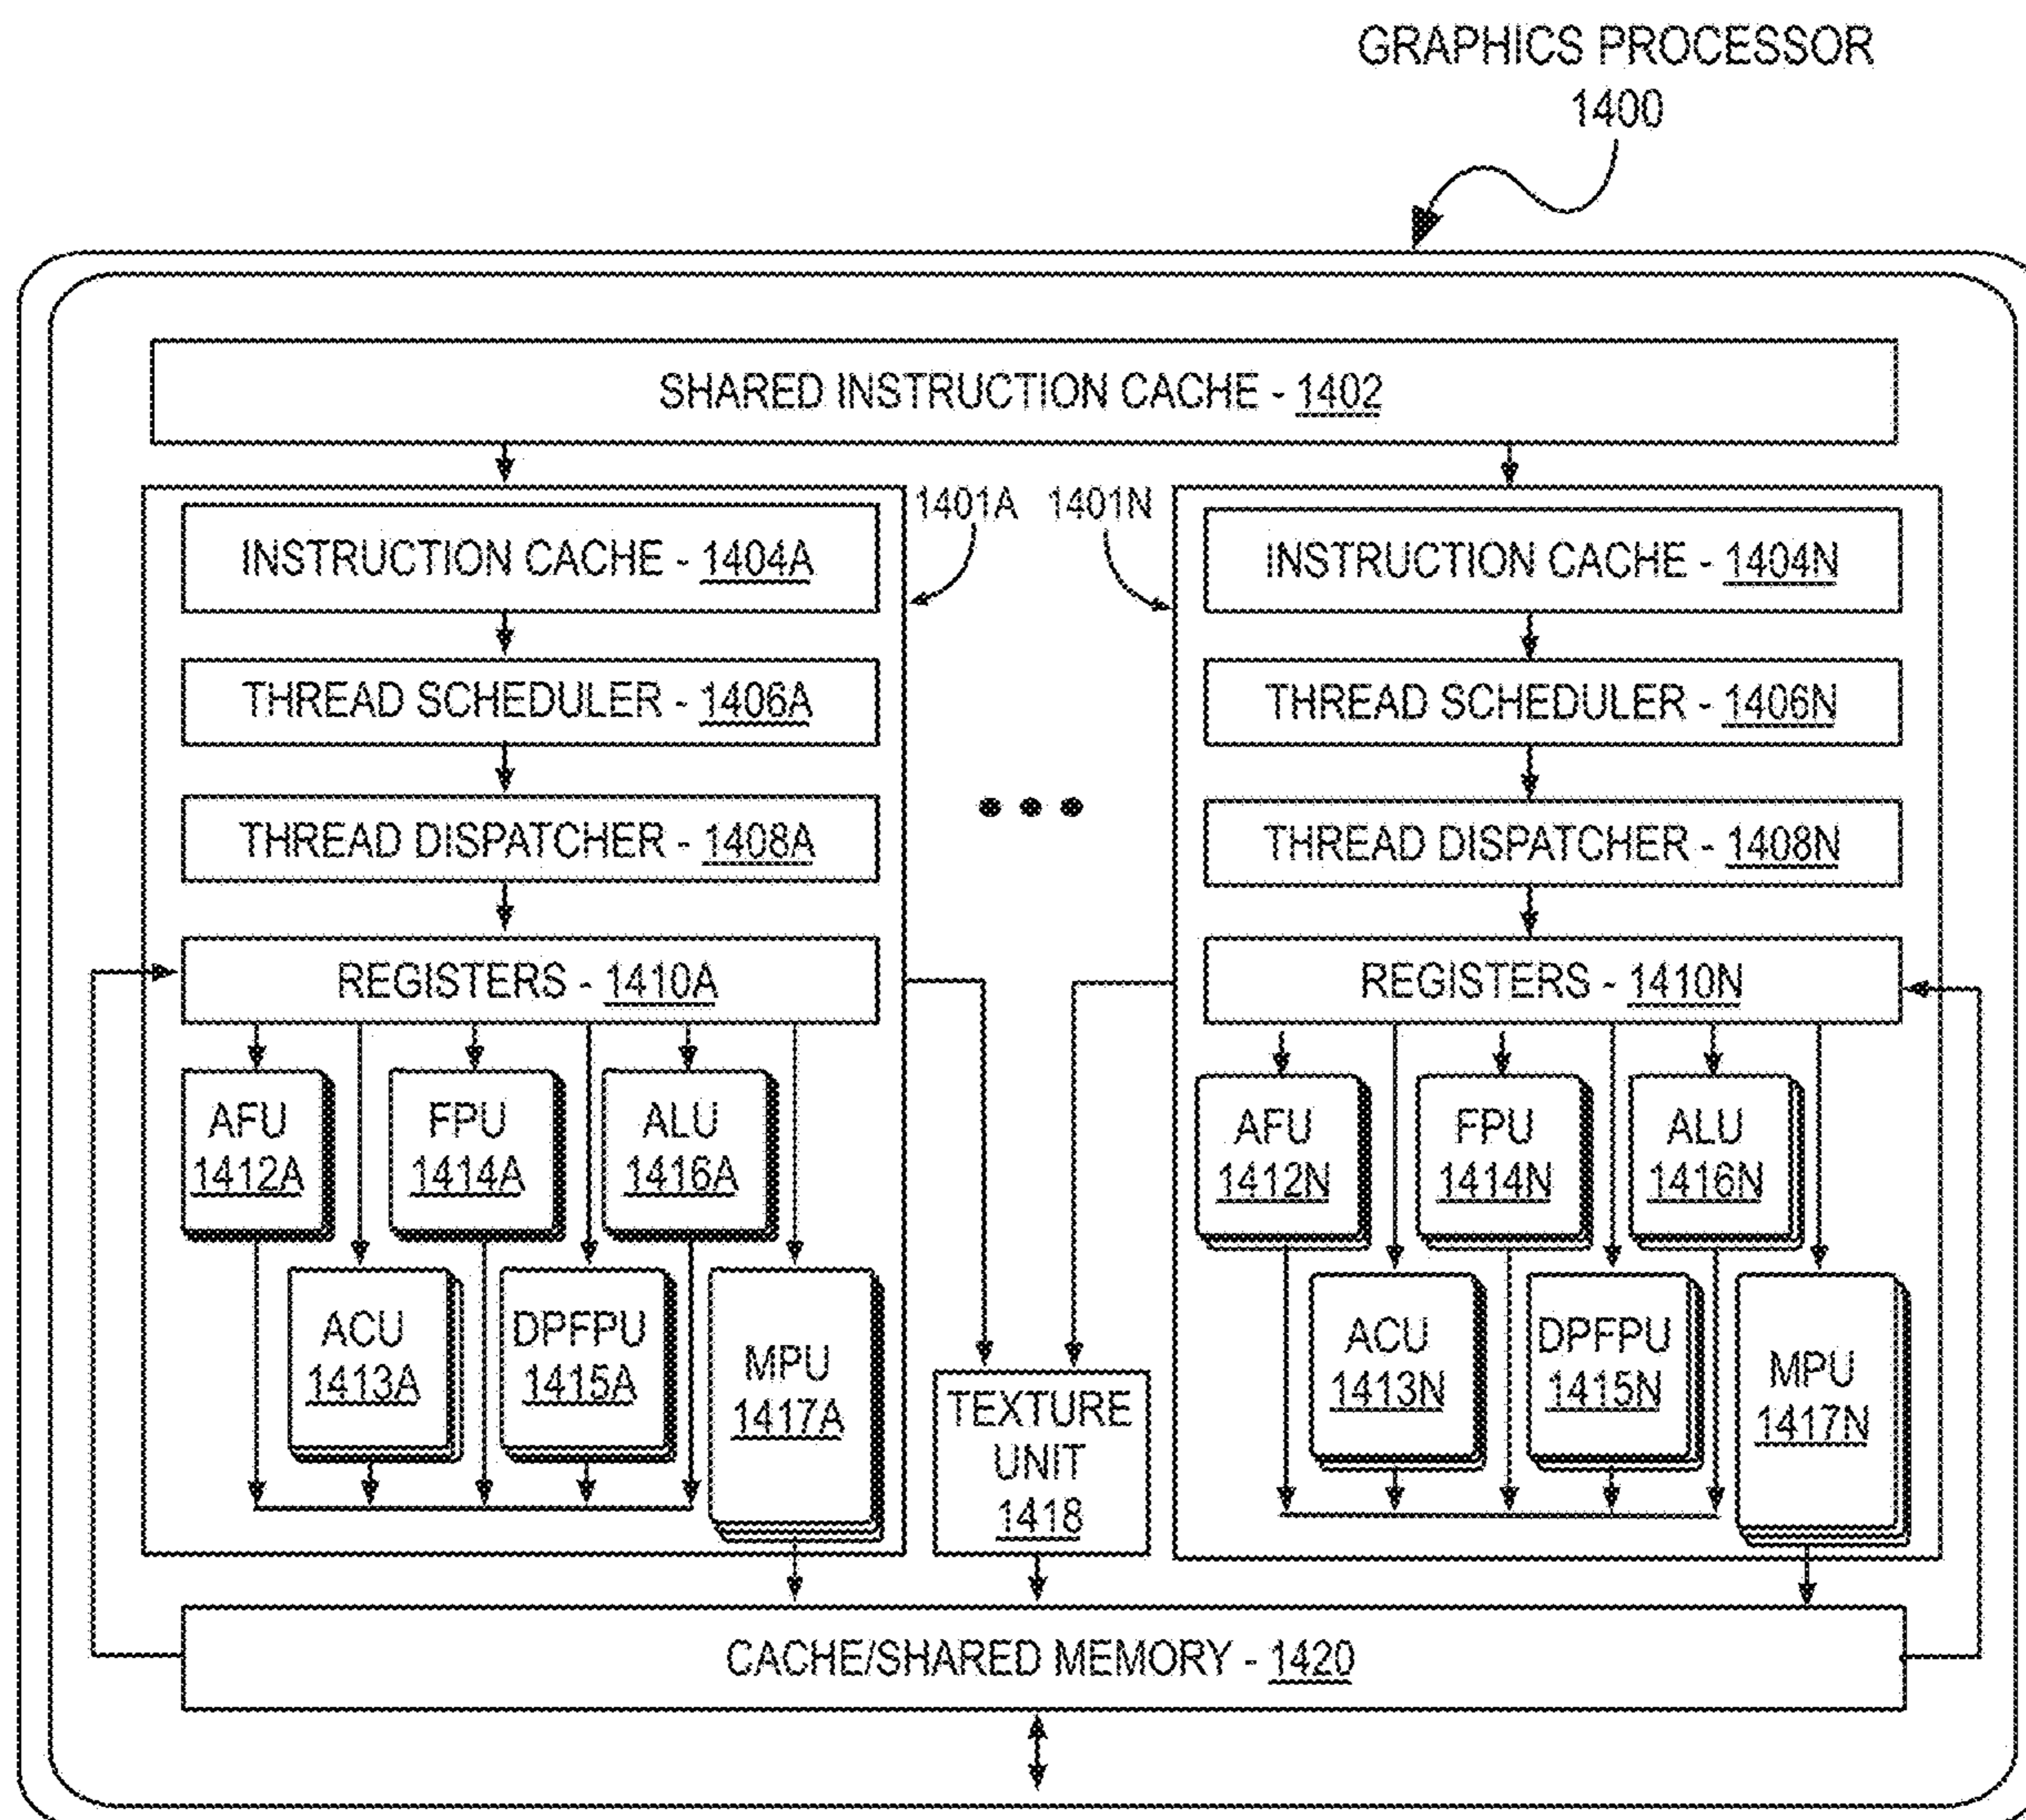 GRAPHICS PROCESSOR
1400
SHARED INSTRUCTION CACHE - 1402
1401A
1401N
INSTRUCTION CACHE - 1404A
THREAD SCHEDULER - 1406A
THREAD DISPATCHER - 1408A
REGISTERS - 1410A
AFU
1412A
FPU
1414A
ALU
1416A
ACU
1413A
DPFPU
1415A
MPU
1417A
INSTRUCTION CACHE - 1404N
THREAD SCHEDULER - 1406N
THREAD DISPATCHER - 1408N
REGISTERS - 1410N
AFU
1412N
FPU
1414N
ALU
1416N
ACU
1413N
DPFPU
1415N
MPU
1417N
TEXTURE
UNIT
1418
CACHE/SHARED MEMORY - 1420